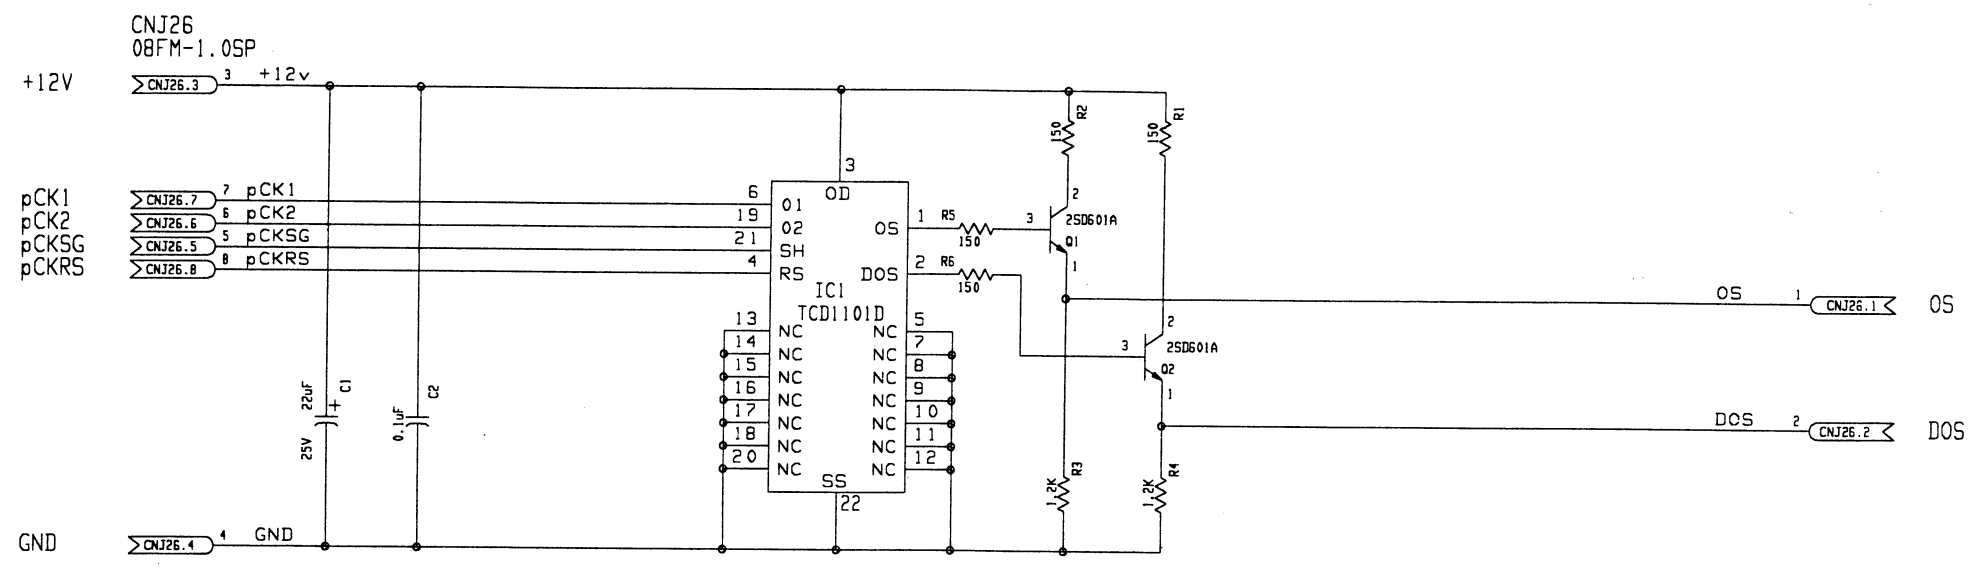 CNJ26
08FM-1.0SP
+12V CNJ26.3 3 +12v
R2
150
R1
150
3
OD
pCK1 CNJ26.7 7 pCK1 6 O1
pCK2 CNJ26.6 6 pCK2 19 O2
pCKSG CNJ26.5 5 pCKSG 21 SH
pCKRS CNJ26.8 8 pCKRS 4 RS
OS 1 R5 150 3
2
2SD601A
Q1
1
DOS 2 R6 150
IC1
TCD1101D
OS 1 CNJ26.1 OS
13 NC NC 5
14 NC NC 7
15 NC NC 8
16 NC NC 9
17 NC NC 10
18 NC NC 11
20 NC NC 12
SS
22
3
2
2SD601A
Q2
1
22uF + C1
25V
0.1uF C2
DOS 2 CNJ26.2 DOS
R3
1.2K
R4
1.2K
GND CNJ26.4 4 GND